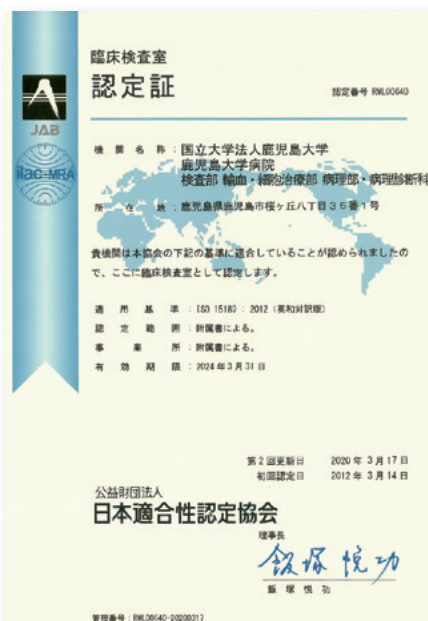 臨床検査室
認定証
認定番号 RML00640
JAB
ilac-MRA
機関名称：国立大学法人鹿児島大学
鹿児島大学病院
検査部 輸血・細胞治療部 病理部・病理診断科
所在地：鹿児島県鹿児島市桜ヶ丘八丁目35番1号
貴機関は本協会の下記の基準に適合していることが認められましたの
で、ここに臨床検査室として認定します。
適用基準：ISO 15189：2012（英和対訳版）
認定範囲：附属書による。
事業所：附属書による。
有効期限：2024年3月31日
第2回更新日 2020年3月17日
初回認定日 2012年3月14日
公益財団法人
日本適合性認定協会
理事長
飯塚悦功
飯塚悦功
管理番号：RML00640-20200317